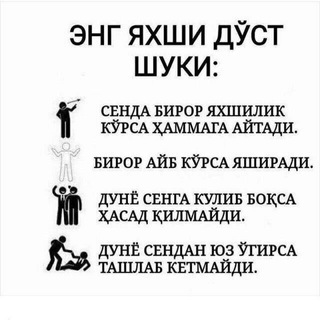 ЭНГ ЯХШИ ДЎСТ
ШУКИ:
СЕНДА БИРОР ЯХШИЛИК
КЎРСА ҲАММАГА АЙТАДИ.
БИРОР АЙБ КЎРСА ЯШИРАДИ.
ДУНЁ СЕНГА КУЛИБ БОҚСА
ҲАСАД ҚИЛМАЙДИ.
ДУНЁ СЕНДАН ЮЗ ЎГИРСА
ТАШЛАБ КЕТМАЙДИ.